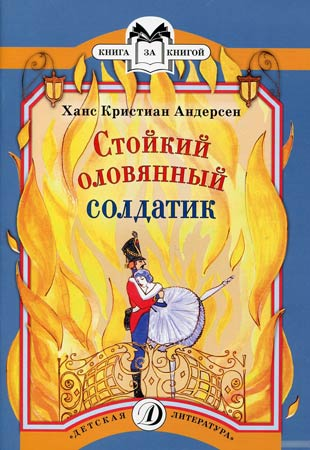 КНИГА ЗА КНИГОЙ
Ханс Кристиан Андерсен
Стойкий
оловянный
солдатик
"ДЕТСКАЯ Д ЛИТЕРАТУРА"